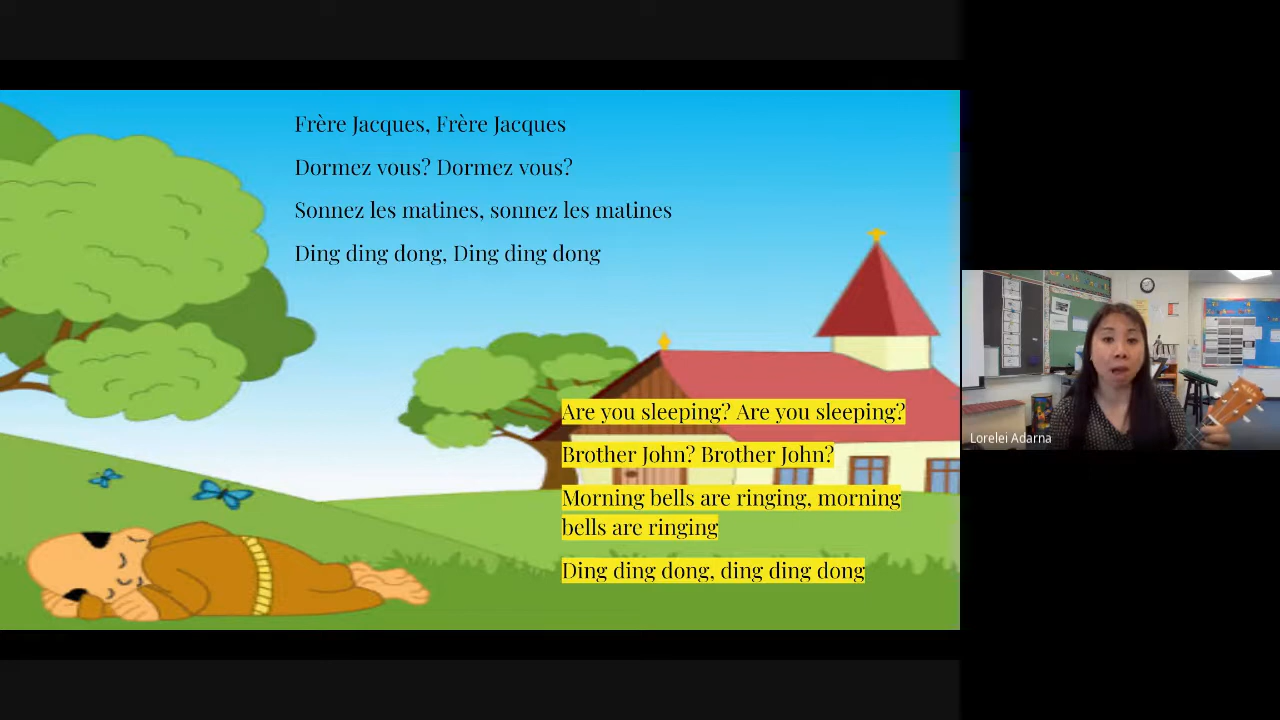 Frère Jacques, Frère Jacques
Dormez vous? Dormez vous?
Sonnez les matines, sonnez les matines
Ding ding dong, Ding ding dong
Are you sleeping? Are you sleeping?
Brother John? Brother John?
Morning bells are ringing, morning
bells are ringing
Ding ding dong, ding ding dong
Lorelei Adarna